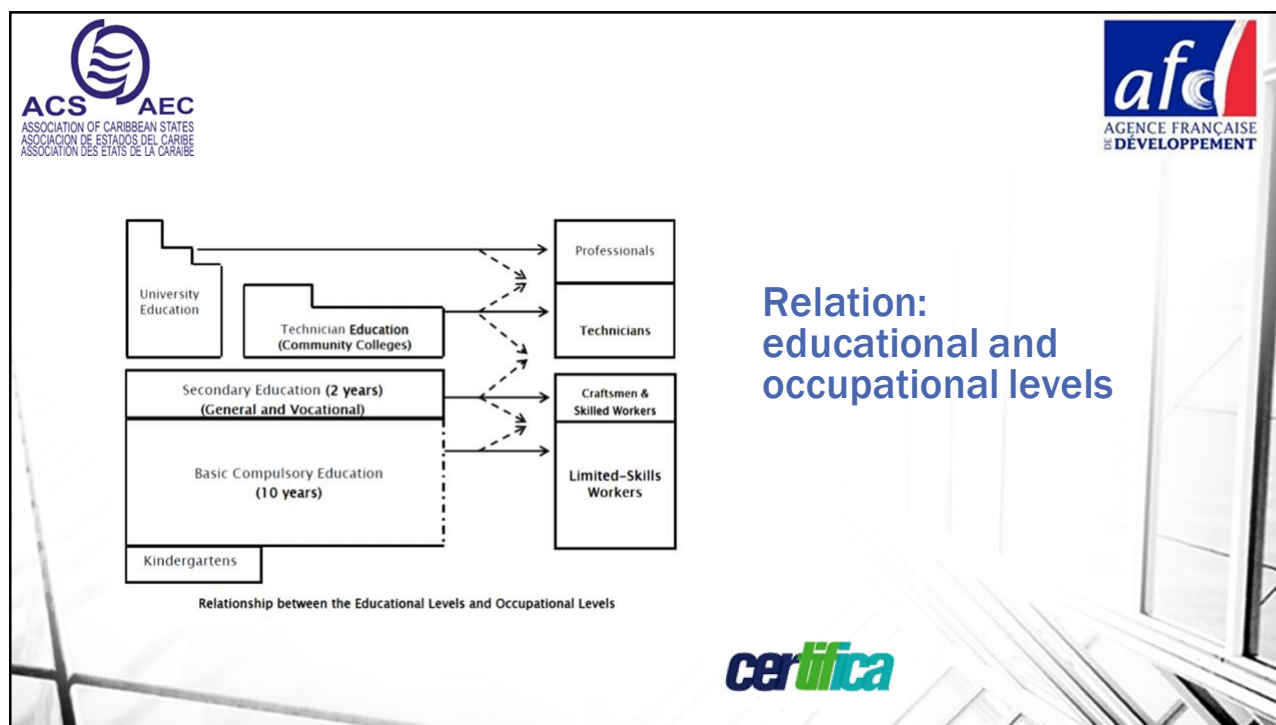 ACS AEC
ASSOCIATION OF CARIBBEAN STATES
ASOCIACION DE ESTADOS DEL CARIBE
ASSOCIATION DES ETATS DE LA CARAIBE
afd
AGENCE FRANÇAISE
DE DÉVELOPPEMENT
University
Education
Technician Education
(Community Colleges)
Secondary Education (2 years)
(General and Vocational)
Basic Compulsory Education
(10 years)
Kindergartens
Professionals
Technicians
Craftsmen &
Skilled Workers
Limited-Skills
Workers
Relationship between the Educational Levels and Occupational Levels
Relation:
educational and
occupational levels
certifica